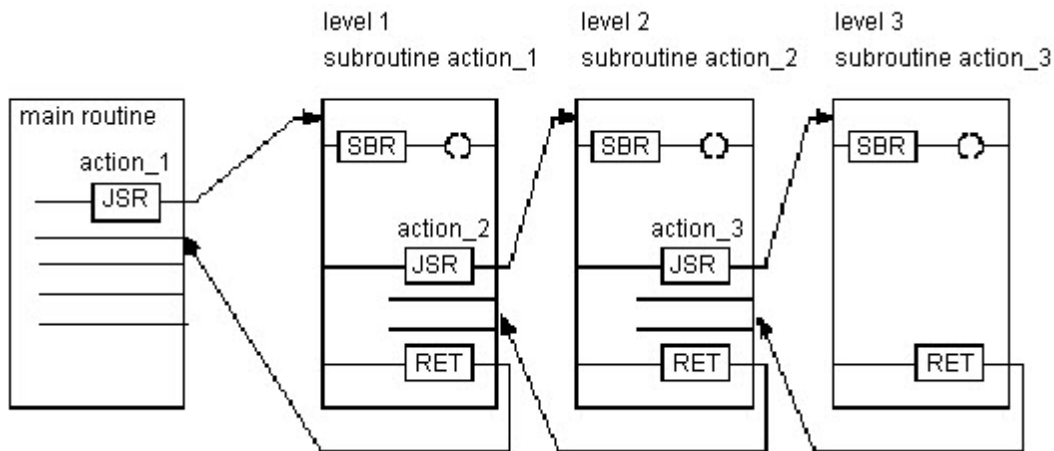 level 1
subroutine action_1
level 2
subroutine action_2
level 3
subroutine action_3
main routine
action_1
JSR
SBR
action_2
JSR
RET
SBR
action_3
JSR
RET
SBR
RET